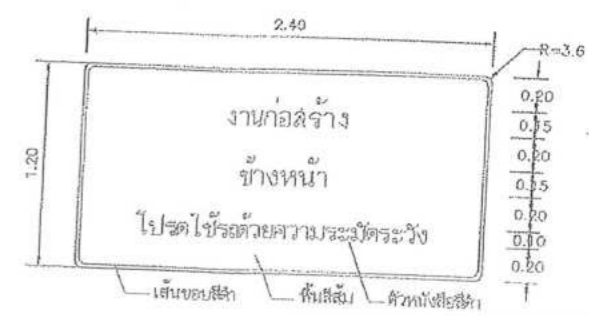 2.40
R=3.6
1.20
งานก่อสร้าง
ข้างหน้า
โปรดใช้รถด้วยความระมัดระวัง
0.20
0.15
0.20
0.15
0.20
0.10
0.20
เส้นขอบสีดำ
พื้นสีส้ม
ตัวหนังสือสีดำ